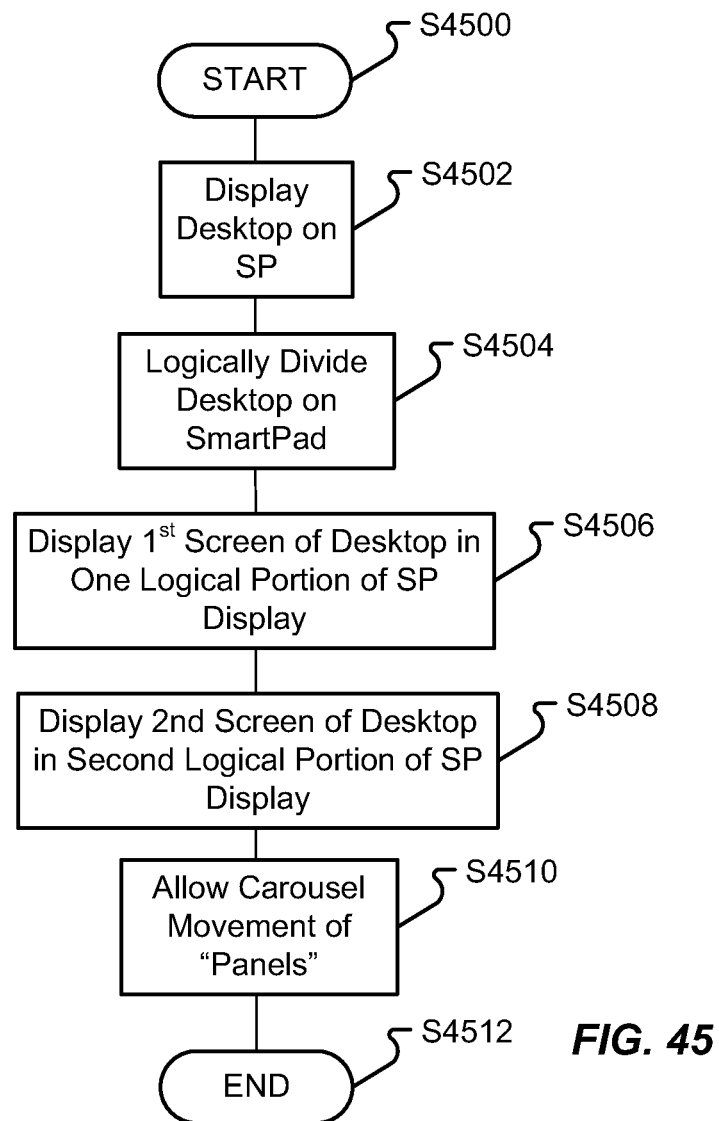 S4500
START
S4502
Display
Desktop on
SP
S4504
Logically Divide
Desktop on
SmartPad
S4506
Display 1st Screen of Desktop in
One Logical Portion of SP
Display
S4508
Display 2nd Screen of Desktop
in Second Logical Portion of SP
Display
S4510
Allow Carousel
Movement of
“Panels”
S4512
END
FIG. 45